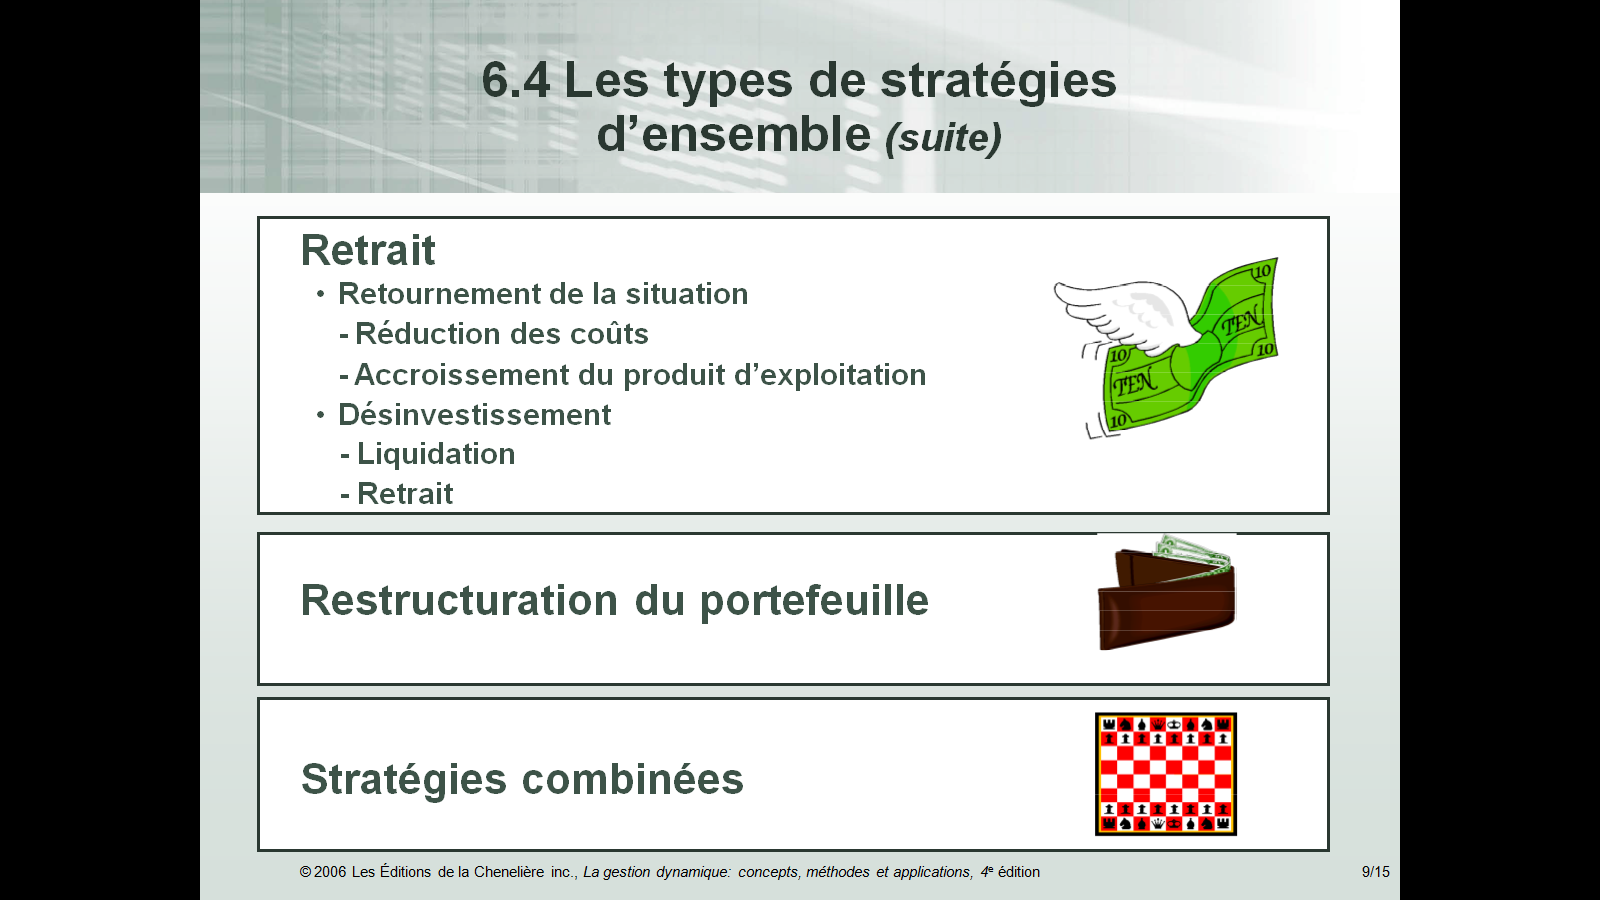 6.4 Les types de stratégies
d’ensemble (suite)
Retrait
• Retournement de la situation
- Réduction des coûts
- Accroissement du produit d’exploitation
• Désinvestissement
- Liquidation
- Retrait
10
TEN
10
10
TEN
10
Restructuration du portefeuille
Stratégies combinées
© 2006 Les Éditions de la Chenelière inc., La gestion dynamique: concepts, méthodes et applications, 4e édition
9/15